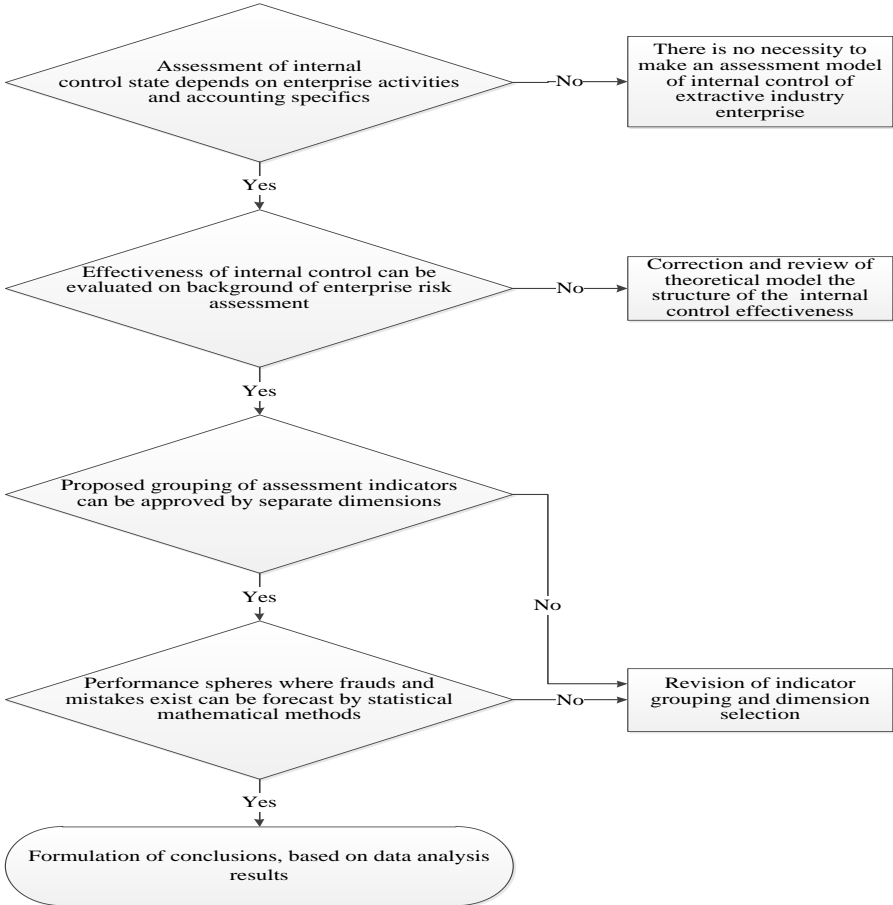 Assessment of internal
control state depends on enterprise activities
and accounting specifics
No
There is no necessity to
make an assessment model
of internal control of
extractive industry
enterprise
Yes
Effectiveness of internal control can be
evaluated on background of enterprise risk
assessment
No
Correction and review of
theoretical model the
structure of the internal
control effectiveness
Yes
Proposed grouping of assessment indicators
can be approved by separate dimensions
Yes
No
Performance spheres where frauds and
mistakes exist can be forecast by statistical
mathematical methods
No
Revision of indicator
grouping and dimension
selection
Yes
Formulation of conclusions, based on data analysis
results